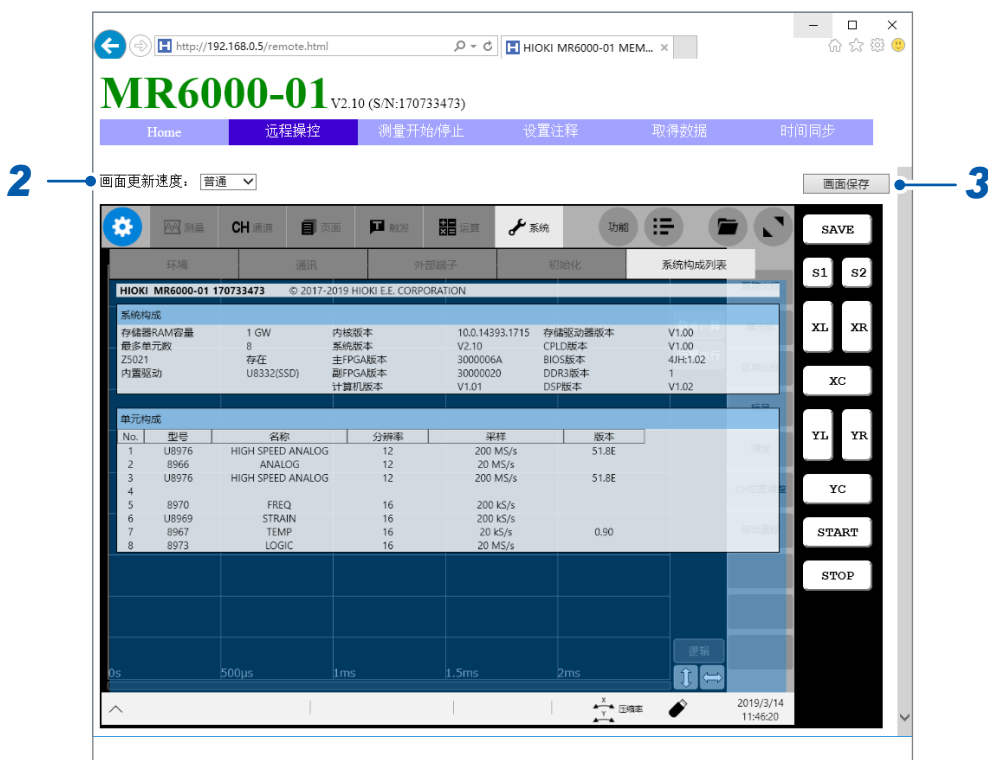 http://192.168.0.5/remote.html
HIOKI MR6000-01 MEM...
MR6000-01 V2.10 (S/N:170733473)
Home 远程操控 测量开始/停止 设置注释 取得数据 时间同步
2 画面更新速度： 普通 画面保存 3
测量 CH 通道 页面 触发 运算 系统 功能
环境 通讯 外部端子 初始化 系统构成列表
HIOKI MR6000-01 170733473 © 2017-2019 HIOKI E.E. CORPORATION
系统构成
存储器RAM容量 1 GW 内核版本 10.0.14393.1715 存储驱动器版本 V1.00
最多单元数 8 系统版本 V2.10 CPLD版本 V1.00
Z5021 存在 主FPGA版本 3000006A BIOS版本 4JH:1.02
内置驱动 U8332(SSD) 副FPGA版本 30000020 DDR3版本 1
计算机版本 V1.01 DSP版本 V1.02
单元构成
No. 型号 名称 分辨率 采样 版本
1 U8976 HIGH SPEED ANALOG 12 200 MS/s 51.8E
2 8966 ANALOG 12 20 MS/s
3 U8976 HIGH SPEED ANALOG 12 200 MS/s 51.8E
4
5 8970 FREQ 16 200 kS/s
6 U8969 STRAIN 16 200 kS/s
7 8967 TEMP 16 20 kS/s 0.90
8 8973 LOGIC 16 20 MS/s
逻辑
0s 500µs 1ms 1.5ms 2ms
X
Y
压缩率
2019/3/14
11:46:20
SAVE
S1 S2
XL XR
XC
YL YR
YC
START
STOP